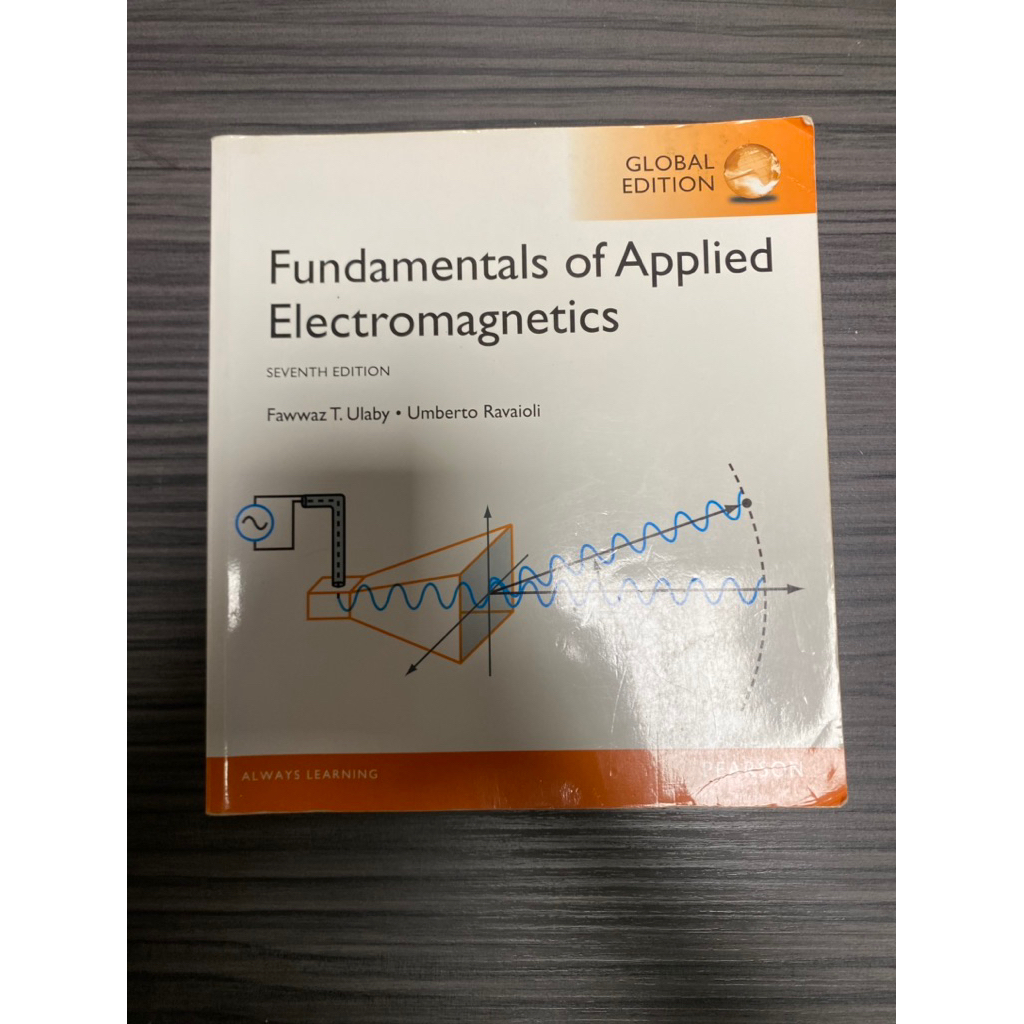 GLOBAL
EDITION
Fundamentals of Applied
Electromagnetics
SEVENTH EDITION
Fawwaz T. Ulaby • Umberto Ravaioli
ALWAYS LEARNING
PEARSON